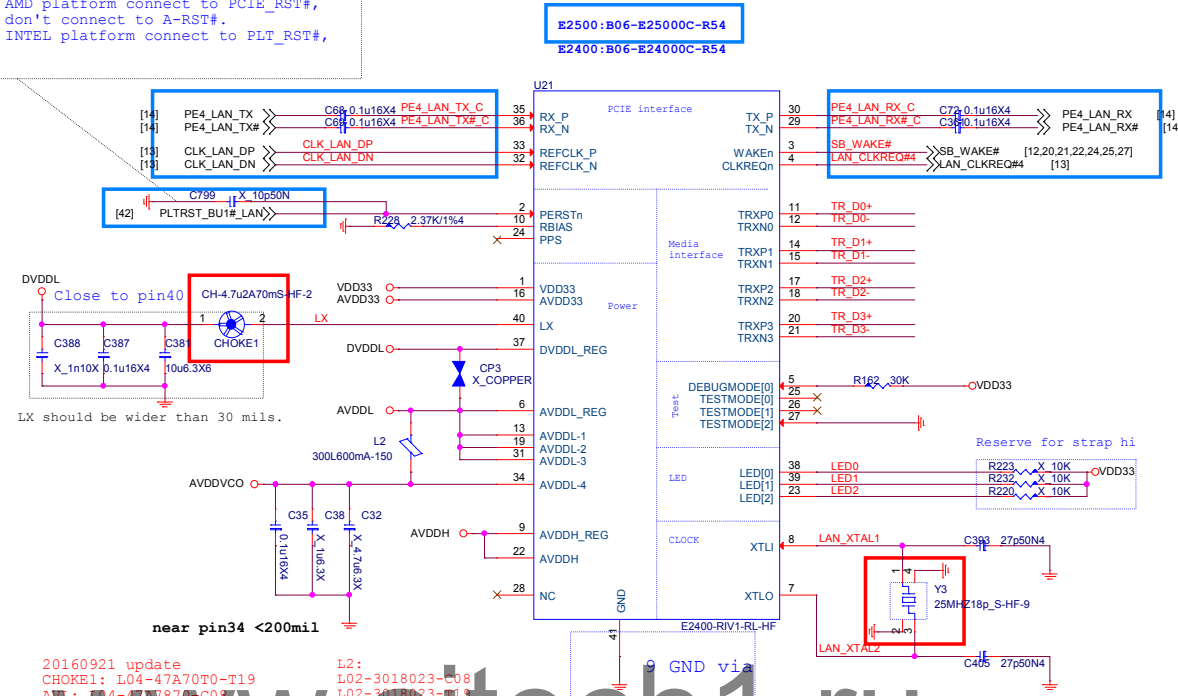 AMD platform connect to PCIE_RST#,
don't connect to A-RST#.
INTEL platform connect to PLT_RST#,
E2500:B06-E25000C-R54
E2400:B06-E24000C-R54
U21
PCIE interface
[14] PE4_LAN_TX C68 0.1u16X4 PE4_LAN_TX_C 35 RX_P
[14] PE4_LAN_TX# C69 0.1u16X4 PE4_LAN_TX#_C 36 RX_N
[13] CLK_LAN_DP CLK_LAN_DP 33 REFCLK_P
[13] CLK_LAN_DN CLK_LAN_DN 32 REFCLK_N
TX_P 30 PE4_LAN_RX_C C72 0.1u16X4 PE4_LAN_RX [14]
TX_N 29 PE4_LAN_RX#_C 0.1u16X4 PE4_LAN_RX# [14
WAKEn 3 SB_WAKE# SB_WAKE# [12,20,21,22,24,25,27]
CLKREQn 4 LAN_CLKREQ#4 LAN_CLKREQ#4 [13]
C799 X_10p50N
[42] PLTRST_BU1#_LAN 2 PERSTn
R228 2.37K/1%4 10 RBIAS
24 PPS
Media
interface
TRXP0 11 TR_D0+
TRXN0 12 TR_D0-
TRXP1 14 TR_D1+
TRXN1 15 TR_D1-
TRXP2 17 TR_D2+
TRXN2 18 TR_D2-
TRXP3 20 TR_D3+
TRXN3 21 TR_D3-
DVDDL
Close to pin40
CH-4.7u2A70mS-HF-2
1 2 LX
CHOKE1
C388 C387 C381
X_1n10X 0.1u16X4 10u6.3X6
LX should be wider than 30 mils.
Power
VDD33 1 VDD33
AVDD33 16 AVDD33
40 LX
DVDDL 37 DVDDL_REG
CP3
X_COPPER
AVDDL 6 AVDDL_REG
13 AVDDL-1
19 AVDDL-2
31 AVDDL-3
L2
300L600mA-150
AVDDVCO 34 AVDDL-4
C35 C38 C32
0.1u16X4 X_1u6.3X X_4.7u6.3X
AVDDH 9 AVDDH_REG
22 AVDDH
28 NC
near pin34 <200mil
Test
DEBUGMODE[0] 5 R162 30K VDD33
TESTMODE[0] 25
TESTMODE[1] 26
TESTMODE[2] 27
Reserve for strap hi
LED
LED[0] 38 LED0 R223 X_10K VDD33
LED[1] 39 LED1 R232 X_10K
LED[2] 23 LED2 R220 X_10K
CLOCK
XTLI 8 LAN_XTAL1 C393 27p50N4
1 4
Y3
25MHZ18p_S-HF-9
2 3
XTLO 7
LAN_XTAL2 C405 27p50N4
GND
41
E2400-RIV1-RL-HF
9 GND via
20160921 update
CHOKE1: L04-47A70T0-T19
L2:
L02-3018023-C08